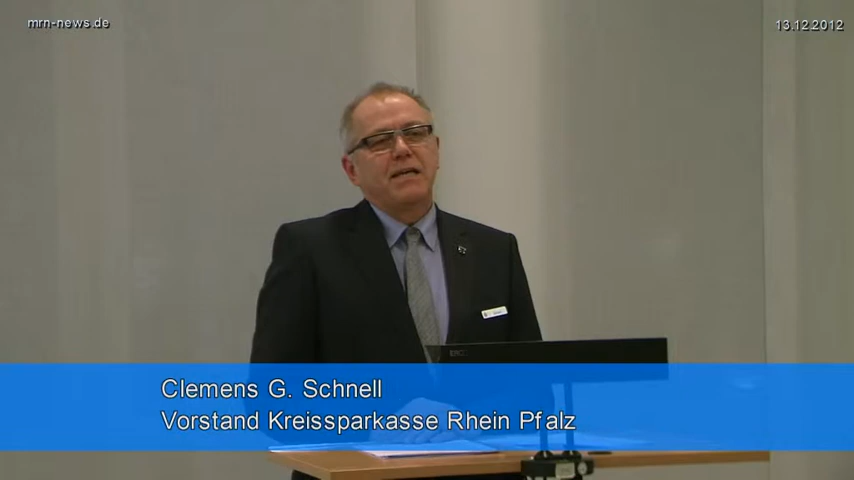 mrn-news.de
13.12.2012
Clemens G. Schnell
Vorstand Kreissparkasse Rhein Pfalz